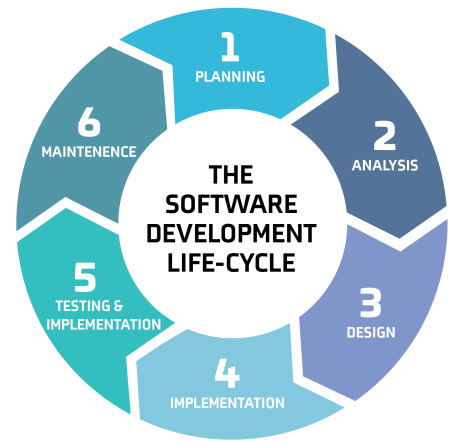 THE
SOFTWARE
DEVELOPMENT
LIFE-CYCLE
1
PLANNING
2
ANALYSIS
3
DESIGN
4
IMPLEMENTATION
5
TESTING &
IMPLEMENTATION
6
MAINTENENCE